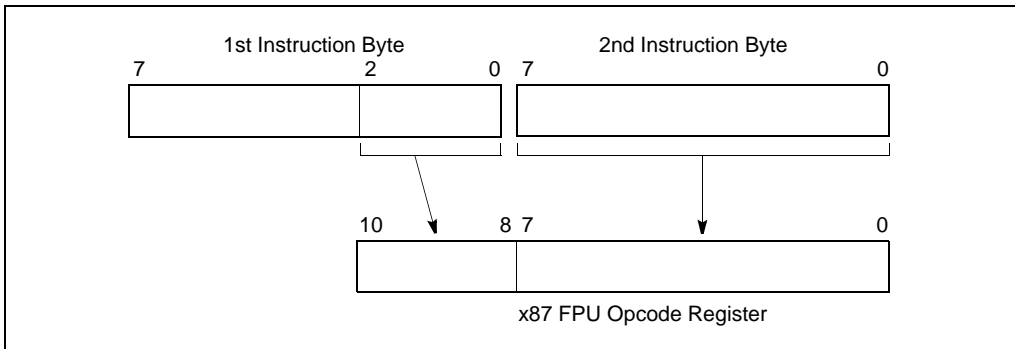 1st Instruction Byte 2nd Instruction Byte
7 2 0 7 0
10 8 7 0
x87 FPU Opcode Register